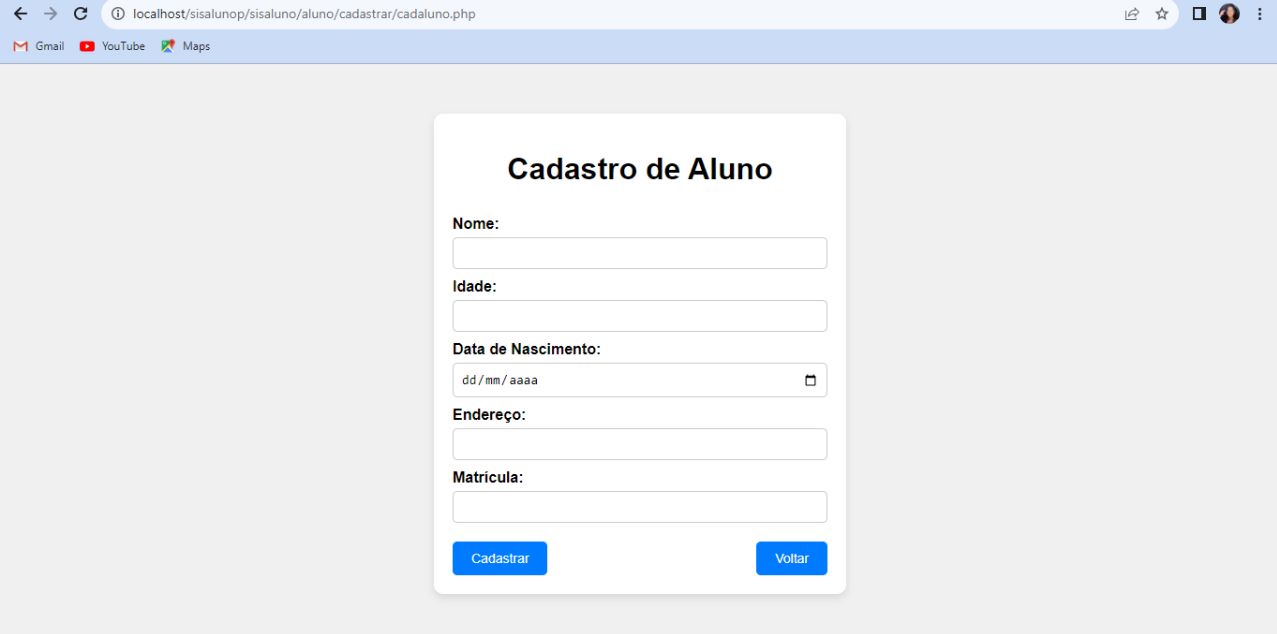 localhost/sisalunop/sisaluno/aluno/cadastrar/cadaluno.php
Gmail YouTube Maps
Cadastro de Aluno
Nome:
Idade:
Data de Nascimento:
dd/mm/aaaa
Endereço:
Matrícula:
Cadastrar Voltar